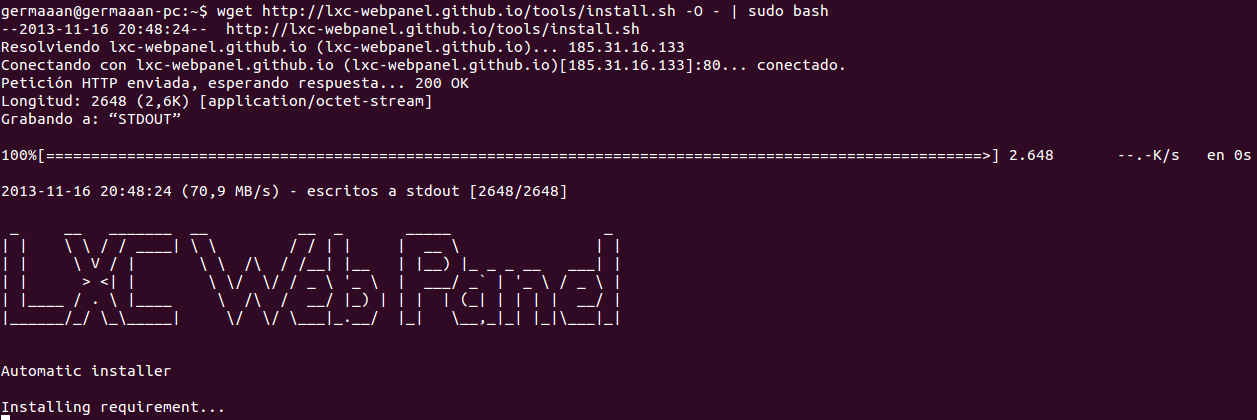 germaaan@germaaan-pc:~$ wget http://lxc-webpanel.github.io/tools/install.sh -O - | sudo bash
--2013-11-16 20:48:24--  http://lxc-webpanel.github.io/tools/install.sh
Resolviendo lxc-webpanel.github.io (lxc-webpanel.github.io)... 185.31.16.133
Conectando con lxc-webpanel.github.io (lxc-webpanel.github.io)[185.31.16.133]:80... conectado.
Petición HTTP enviada, esperando respuesta... 200 OK
Longitud: 2648 (2,6K) [application/octet-stream]
Grabando a: “STDOUT”
100%[======================================================================================================>] 2.648       --.-K/s   en 0s
2013-11-16 20:48:24 (70,9 MB/s) - escritos a stdout [2648/2648]
LXC Web Panel
Automatic installer
Installing requirement...